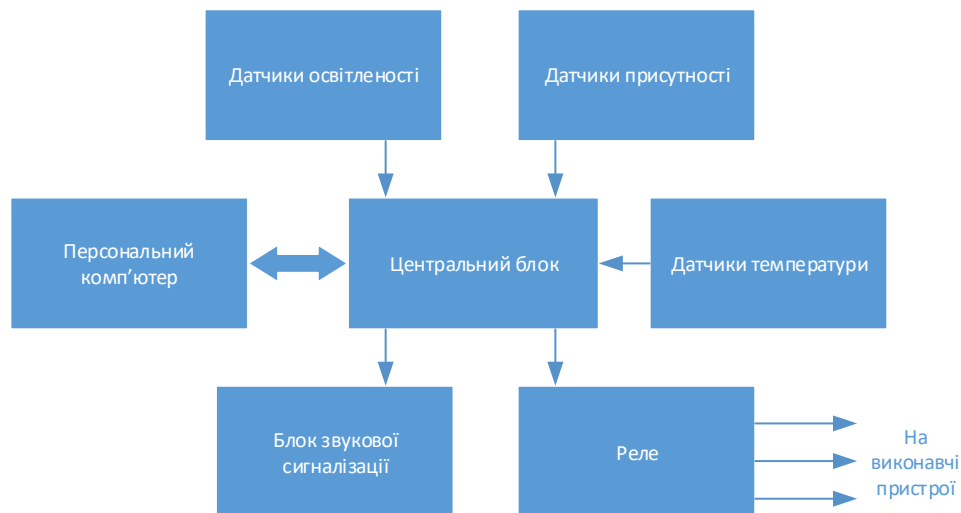 Датчики освітленості
Датчики присутності
Персональний
комп’ютер
Центральний блок
Датчики температури
Блок звукової
сигналізації
Реле
На
виконавчі
пристрої